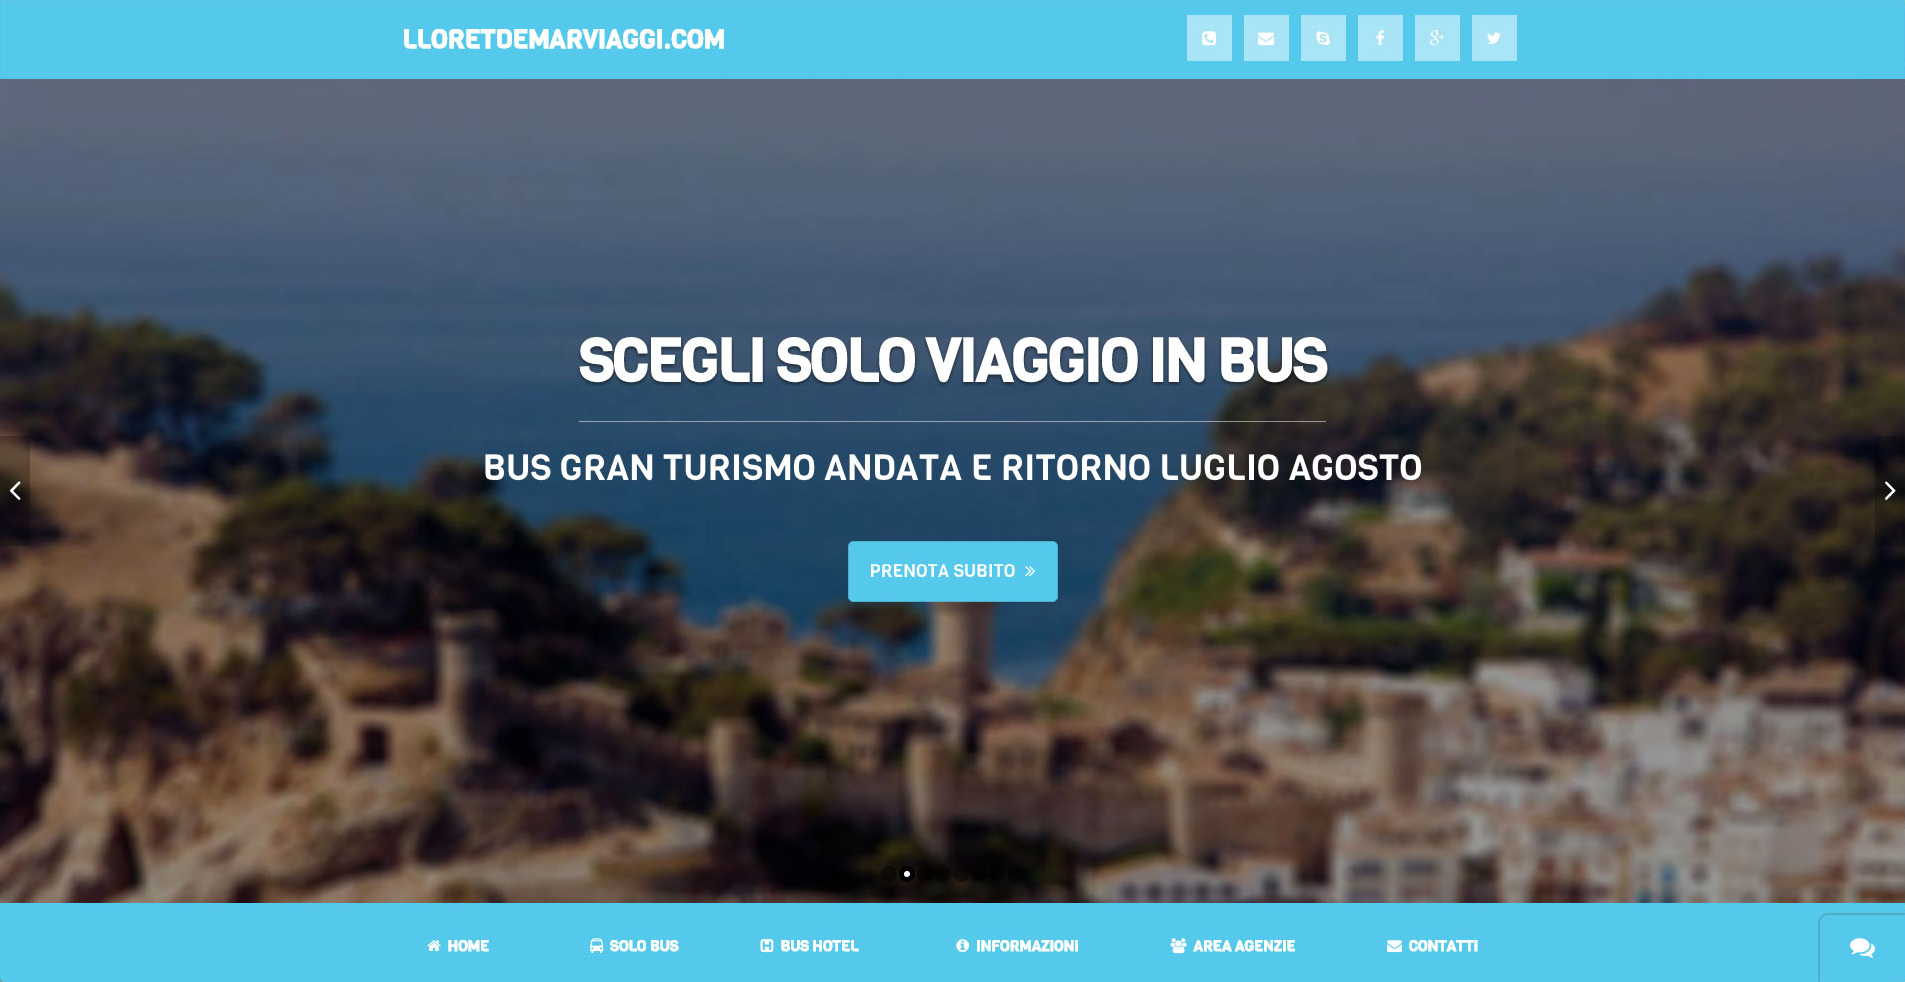 LLORETDEMARVIAGGI.COM
SCEGLI SOLO VIAGGIO IN BUS
BUS GRAN TURISMO ANDATA E RITORNO LUGLIO AGOSTO
PRENOTA SUBITO »
HOME
SOLO BUS
BUS HOTEL
INFORMAZIONI
AREA AGENZIE
CONTATTI